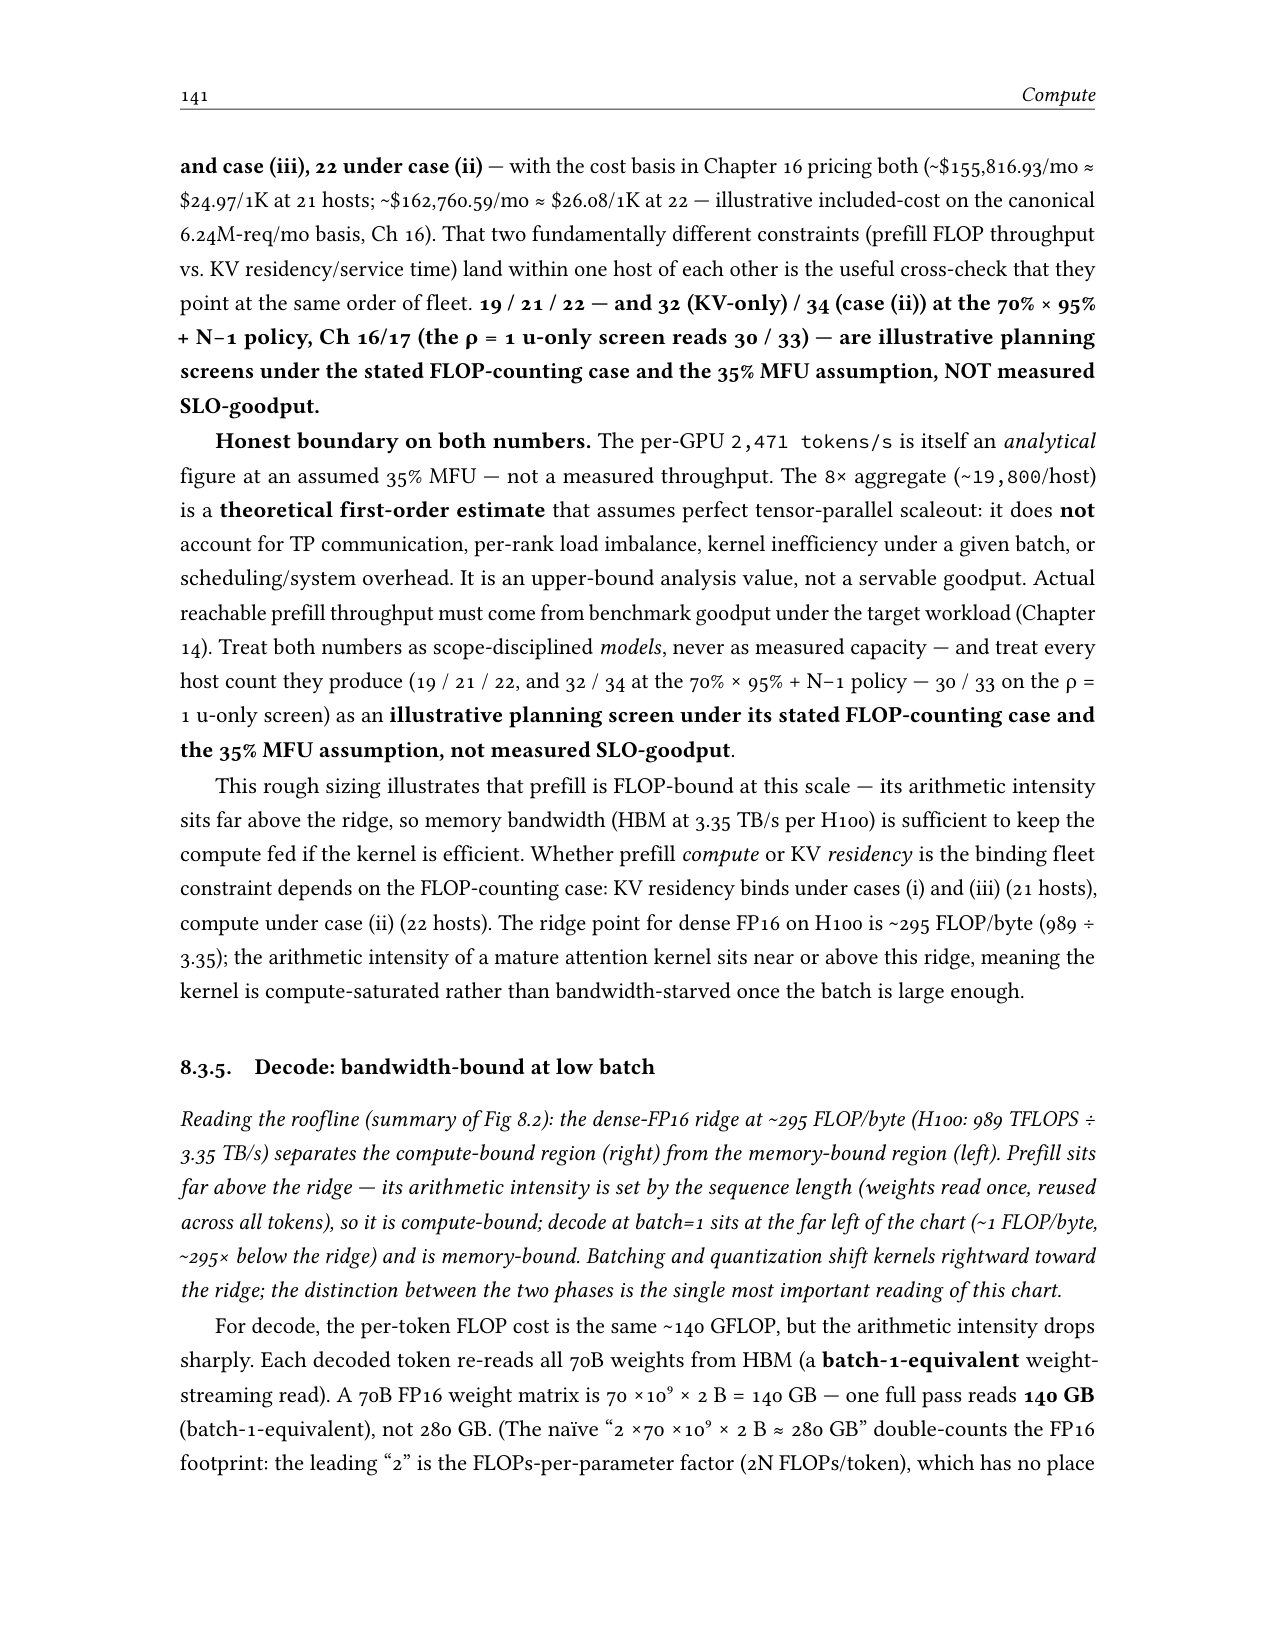 141
Compute
and case (iii), 22 under case (ii) — with the cost basis in Chapter 16 pricing both (~$155,816.93/mo ≈
$24.97/1K at 21 hosts; ~$162,760.59/mo ≈ $26.08/1K at 22 — illustrative included-cost on the canonical
6.24M-req/mo basis, Ch 16). That two fundamentally different constraints (prefill FLOP throughput
vs. KV residency/service time) land within one host of each other is the useful cross-check that they
point at the same order of fleet. 19 / 21 / 22 — and 32 (KV-only) / 34 (case (ii)) at the 70% × 95%
+ N−1 policy, Ch 16/17 (the ρ = 1 u-only screen reads 30 / 33) — are illustrative planning
screens under the stated FLOP-counting case and the 35% MFU assumption, NOT measured
SLO-goodput.
Honest boundary on both numbers. The per-GPU 2,471 tokens/s is itself an analytical
figure at an assumed 35% MFU — not a measured throughput. The 8× aggregate (~19,800/host)
is a theoretical first-order estimate that assumes perfect tensor-parallel scaleout: it does not
account for TP communication, per-rank load imbalance, kernel inefficiency under a given batch, or
scheduling/system overhead. It is an upper-bound analysis value, not a servable goodput. Actual
reachable prefill throughput must come from benchmark goodput under the target workload (Chapter
14). Treat both numbers as scope-disciplined models, never as measured capacity — and treat every
host count they produce (19 / 21 / 22, and 32 / 34 at the 70% × 95% + N−1 policy — 30 / 33 on the ρ =
1 u-only screen) as an illustrative planning screen under its stated FLOP-counting case and
the 35% MFU assumption, not measured SLO-goodput.
This rough sizing illustrates that prefill is FLOP-bound at this scale — its arithmetic intensity
sits far above the ridge, so memory bandwidth (HBM at 3.35 TB/s per H100) is sufficient to keep the
compute fed if the kernel is efficient. Whether prefill compute or KV residency is the binding fleet
constraint depends on the FLOP-counting case: KV residency binds under cases (i) and (iii) (21 hosts),
compute under case (ii) (22 hosts). The ridge point for dense FP16 on H100 is ~295 FLOP/byte (989 ÷
3.35); the arithmetic intensity of a mature attention kernel sits near or above this ridge, meaning the
kernel is compute-saturated rather than bandwidth-starved once the batch is large enough.
8.3.5. Decode: bandwidth-bound at low batch
Reading the roofline (summary of Fig 8.2): the dense-FP16 ridge at ~295 FLOP/byte (H100: 989 TFLOPS ÷
3.35 TB/s) separates the compute-bound region (right) from the memory-bound region (left). Prefill sits
far above the ridge — its arithmetic intensity is set by the sequence length (weights read once, reused
across all tokens), so it is compute-bound; decode at batch=1 sits at the far left of the chart (~1 FLOP/byte,
~295× below the ridge) and is memory-bound. Batching and quantization shift kernels rightward toward
the ridge; the distinction between the two phases is the single most important reading of this chart.
For decode, the per-token FLOP cost is the same ~140 GFLOP, but the arithmetic intensity drops
sharply. Each decoded token re-reads all 70B weights from HBM (a batch-1-equivalent weight-
streaming read). A 70B FP16 weight matrix is 70 ×10⁹ × 2 B = 140 GB — one full pass reads 140 GB
(batch-1-equivalent), not 280 GB. (The naïve “2 ×70 ×10⁹ × 2 B ≈ 280 GB” double-counts the FP16
footprint: the leading “2” is the FLOPs-per-parameter factor (2N FLOPs/token), which has no place